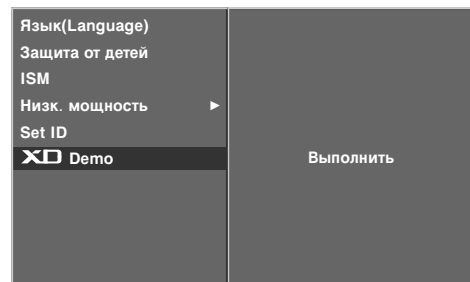 Язык(Language)
Защита от детей
ISM
Низк. мощность ►
Set ID
XD Demo
Выполнить